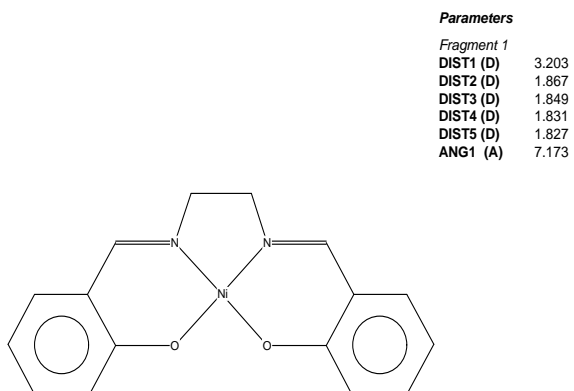 Parameters
Fragment 1
DIST1 (D) 3.203
DIST2 (D) 1.867
DIST3 (D) 1.849
DIST4 (D) 1.831
DIST5 (D) 1.827
ANG1 (A) 7.173
N N
Ni
O O